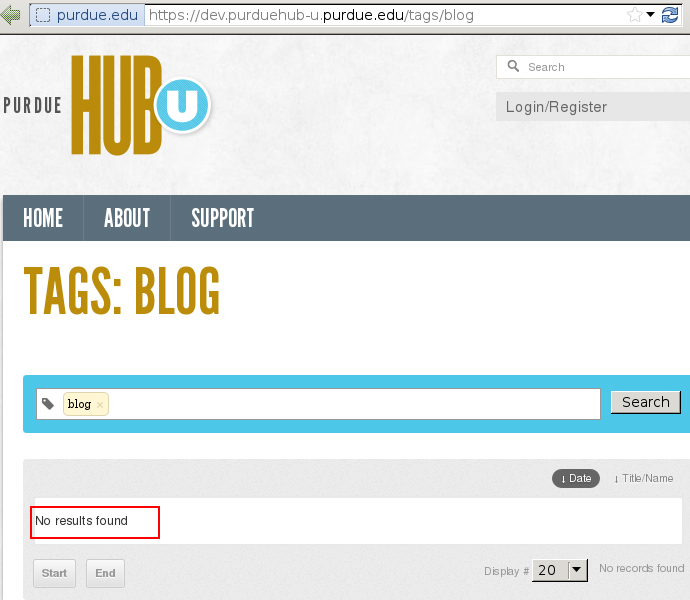 purdue.edu https://dev.purduehub-u.purdue.edu/tags/blog
PURDUE HUB U
Search
Login/Register
HOME ABOUT SUPPORT
TAGS: BLOG
blog × Search
↓ Date ↓ Title/Name
No results found
Start End Display # 20 No records found